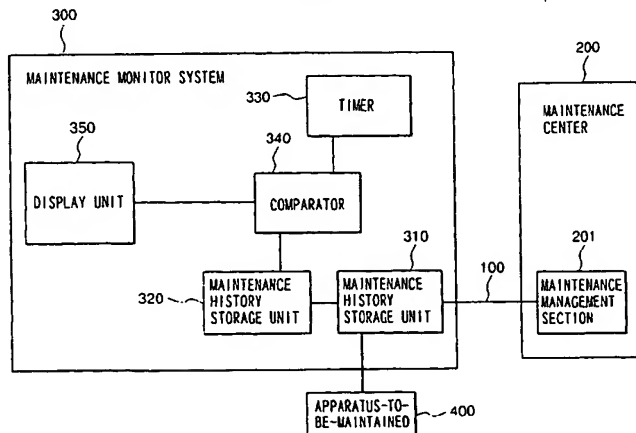 300
200
MAINTENANCE MONITOR SYSTEM
330
TIMER
MAINTENANCE
CENTER
350
340
DISPLAY UNIT
COMPARATOR
310
201
320
MAINTENANCE
HISTORY
STORAGE UNIT
MAINTENANCE
HISTORY
STORAGE UNIT
100
MAINTENANCE
MANAGEMENT
SECTION
APPARATUS-TO-
BE-MAINTAINED
400